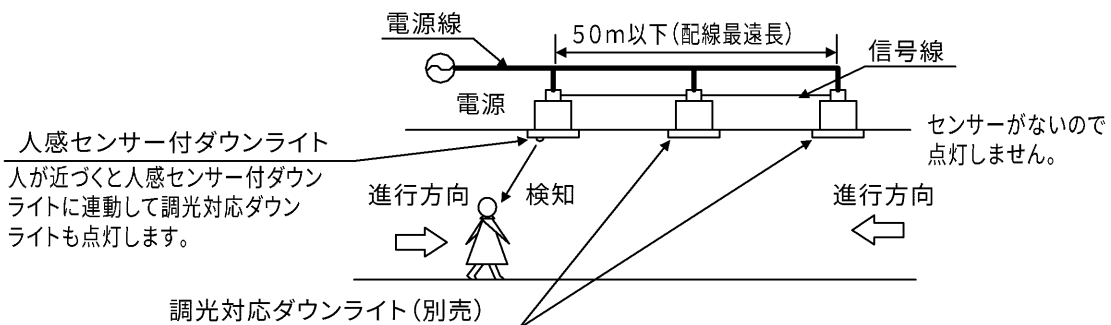 電源線
50m以下(配線最遠長)
信号線
電源
人感センサー付ダウンライト
人が近づくと人感センサー付ダウン
ライトに連動して調光対応ダウン
ライトも点灯します。
センサーがないので
点灯しません。
進行方向
検知
進行方向
調光対応ダウンライト(別売)